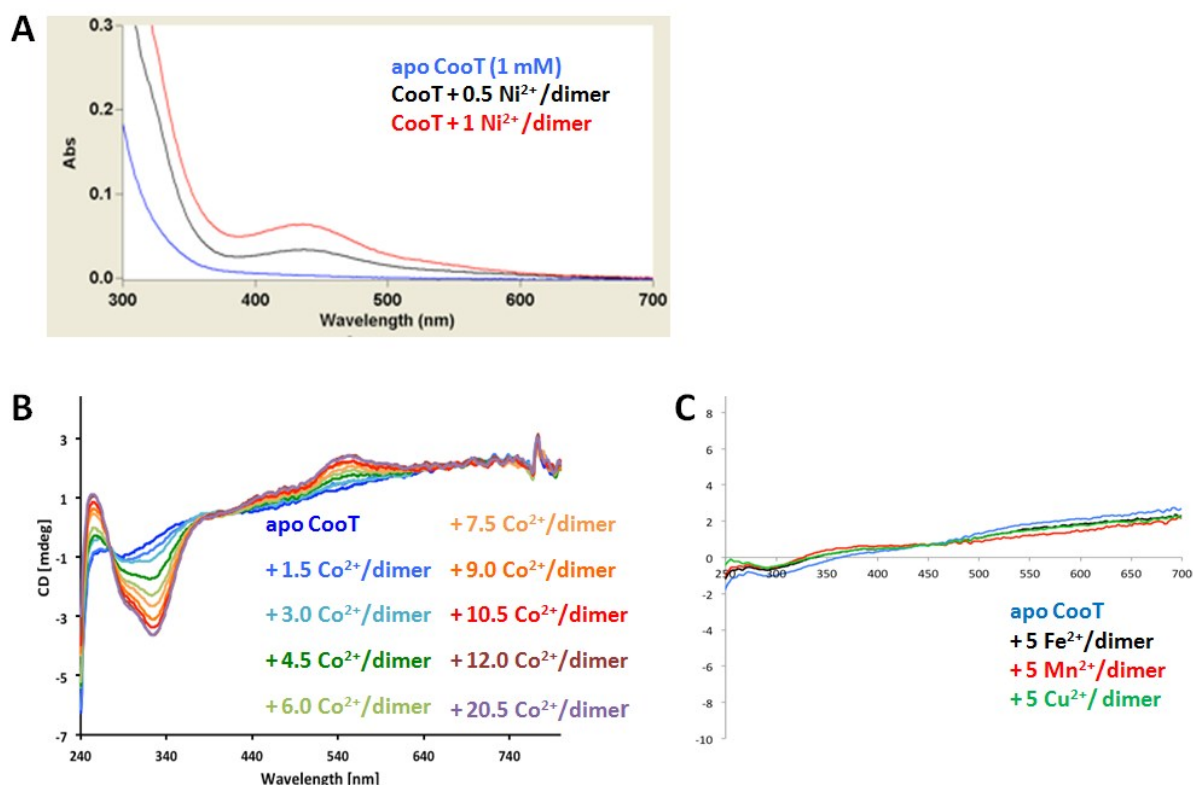 A
0.3
0.2
0.1
0.0
Abs
300
400
500
600
700
Wavelength (nm)
apo CooT (1 mM)
CooT + 0.5 Ni²⁺/dimer
CooT + 1 Ni²⁺/dimer
B
3
1
-1
-3
-5
-7
CD [mdeg]
240
340
440
540
640
740
Wavelength [nm]
apo CooT
+ 1.5 Co²⁺/dimer
+ 3.0 Co²⁺/dimer
+ 4.5 Co²⁺/dimer
+ 6.0 Co²⁺/dimer
+ 7.5 Co²⁺/dimer
+ 9.0 Co²⁺/dimer
+ 10.5 Co²⁺/dimer
+ 12.0 Co²⁺/dimer
+ 20.5 Co²⁺/dimer
C
8
6
4
2
0
-2
-4
-6
-8
-10
250
300
350
400
450
500
550
600
650
700
apo CooT
+ 5 Fe²⁺/dimer
+ 5 Mn²⁺/dimer
+ 5 Cu²⁺/ dimer